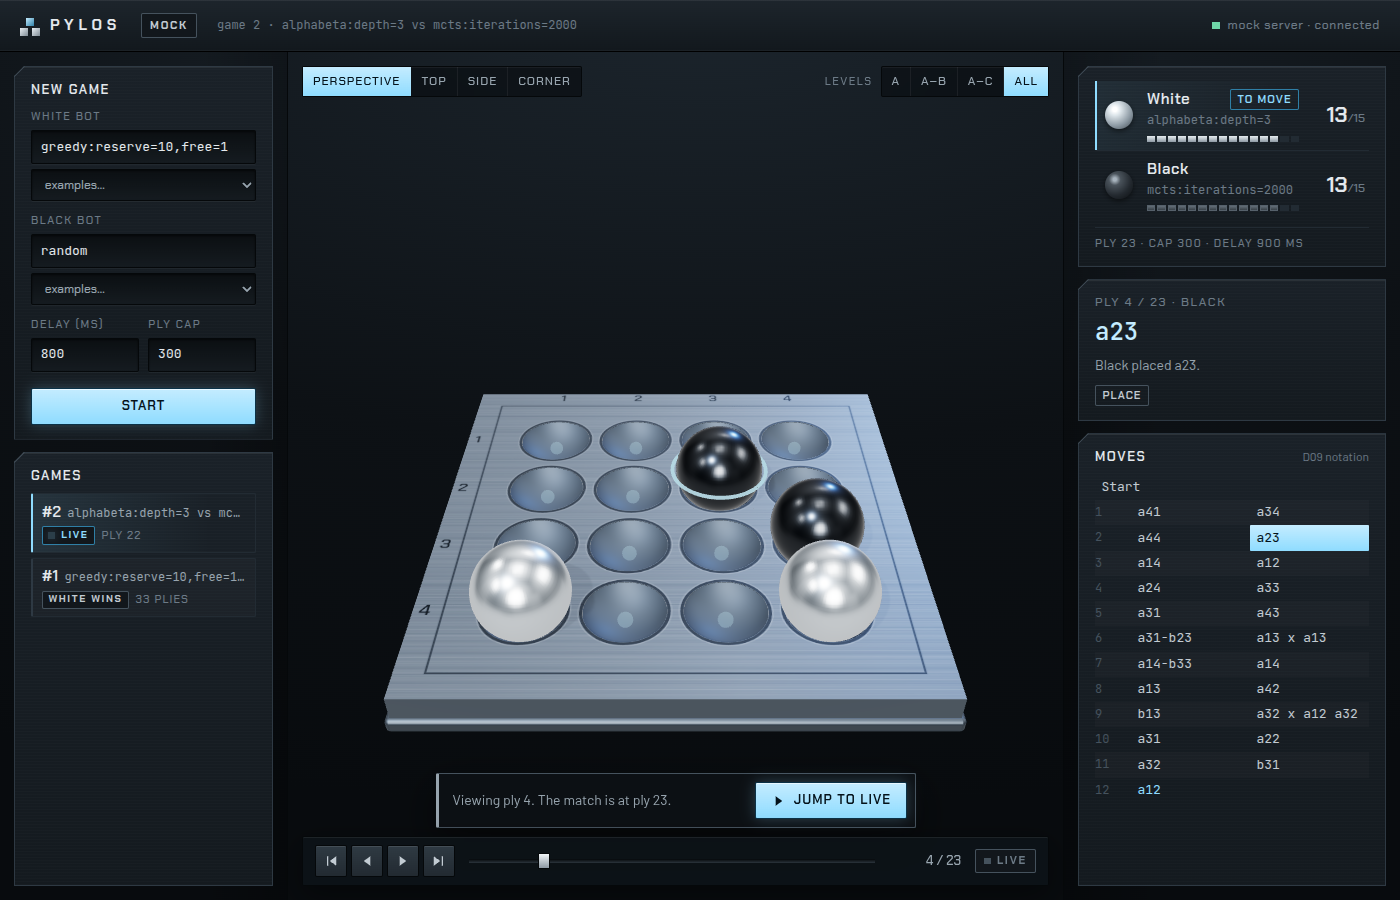 PYLOS
MOCK
game 2 · alphabeta:depth=3 vs mcts:iterations=2000
mock server · connected
NEW GAME
WHITE BOT
greedy:reserve=10,free=1
examples…
BLACK BOT
random
examples…
DELAY (MS) PLY CAP
800 300
START
GAMES
#2 alphabeta:depth=3 vs mc…
LIVE PLY 22
#1 greedy:reserve=10,free=1…
WHITE WINS 33 PLIES
PERSPECTIVE TOP SIDE CORNER
LEVELS A A–B A–C ALL
1 2 3 4
1
2
3
4
Viewing ply 4. The match is at ply 23.
JUMP TO LIVE
4 / 23 LIVE
White TO MOVE
alphabeta:depth=3
13/15
Black
mcts:iterations=2000
13/15
PLY 23 · CAP 300 · DELAY 900 MS
PLY 4 / 23 · BLACK
a23
Black placed a23.
PLACE
MOVES D09 notation
Start
1 a41 a34
2 a44 a23
3 a14 a12
4 a24 a33
5 a31 a43
6 a31-b23 a13 x a13
7 a14-b33 a14
8 a13 a42
9 b13 a32 x a12 a32
10 a31 a22
11 a32 b31
12 a12